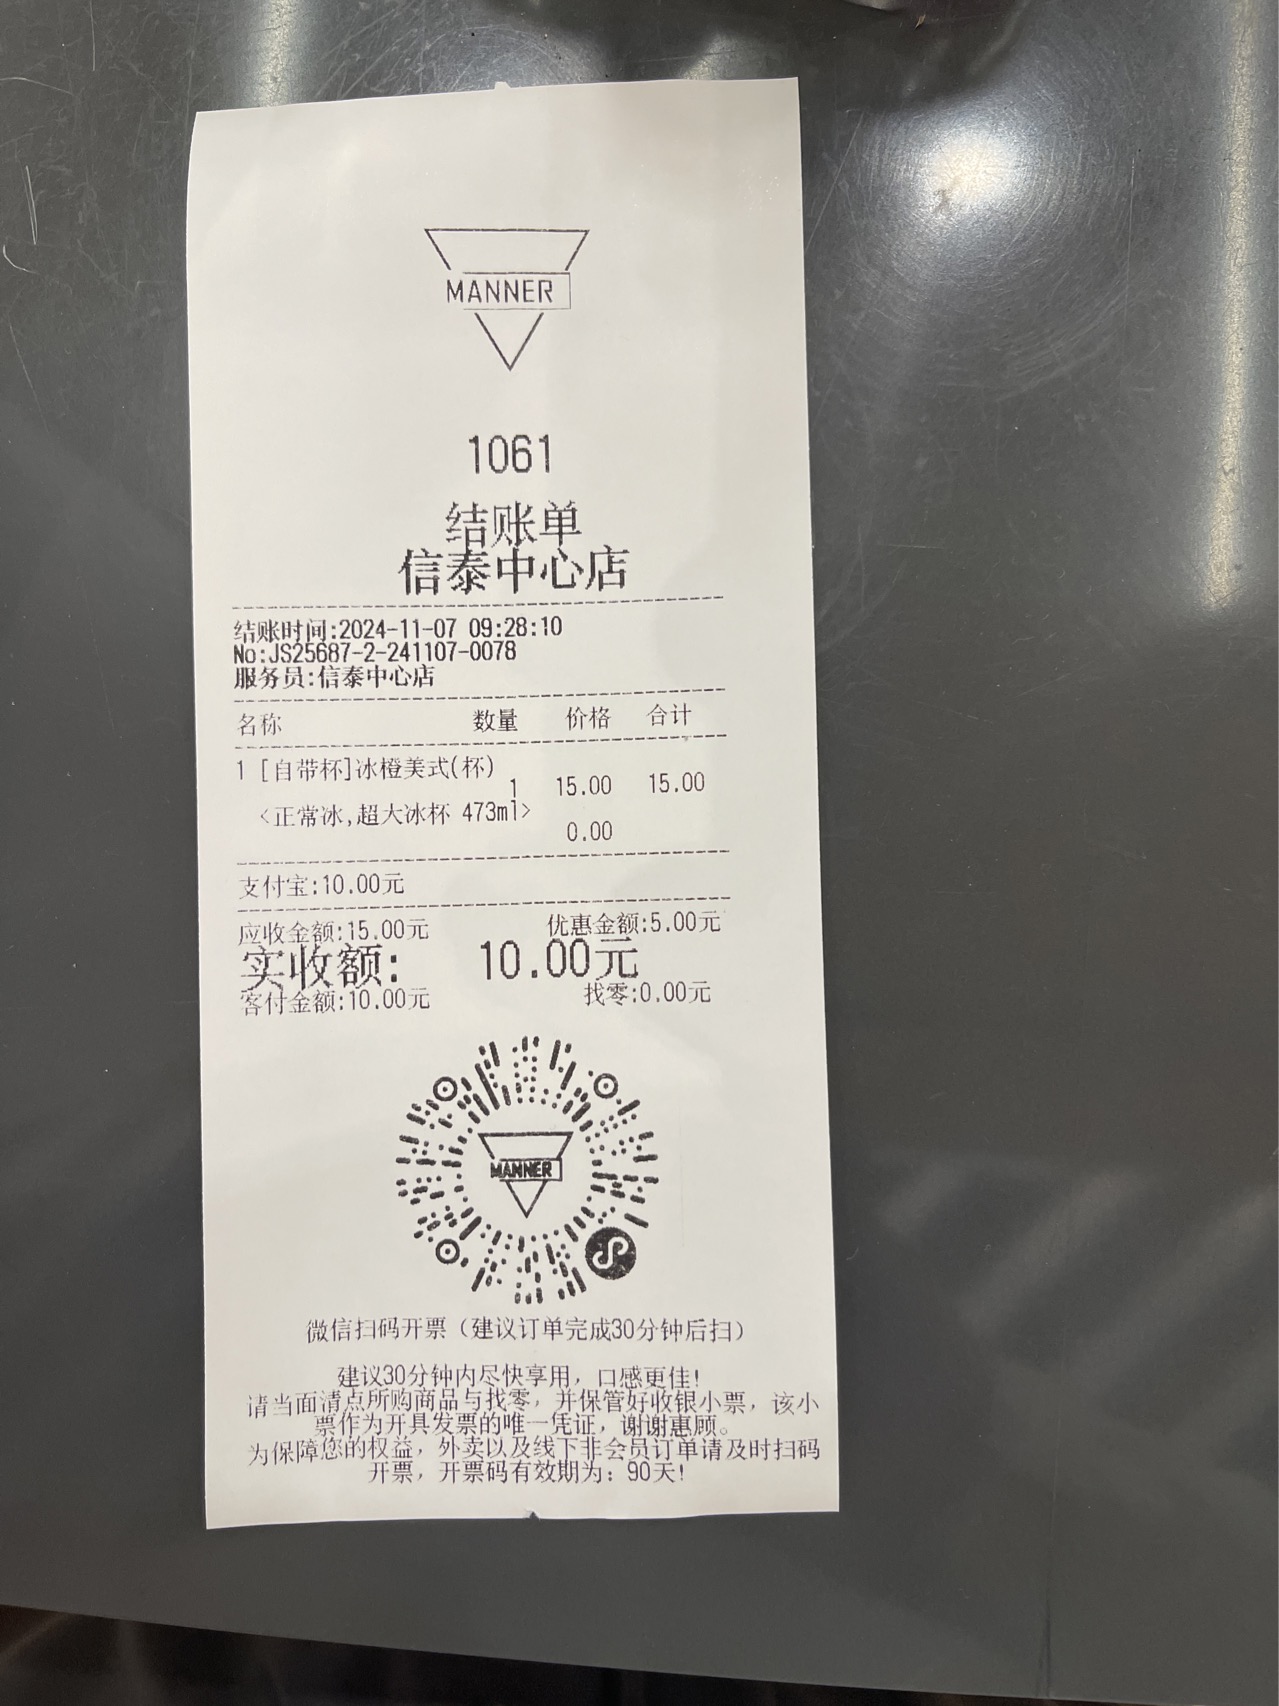 MANNER
1061
结账单
信泰中心店
结账时间:2024-11-07 09:28:10
No:JS25687-2-241107-0078
服务员:信泰中心店
名称 数量 价格 合计
1 [自带杯]冰橙美式(杯)
1 15.00 15.00
<正常冰,超大冰杯 473ml>
0.00
支付宝:10.00元
应收金额:15.00元 优惠金额:5.00元
实收额: 10.00元
客付金额:10.00元 找零:0.00元
MANNER
微信扫码开票（建议订单完成30分钟后扫）
建议30分钟内尽快享用，口感更佳!
请当面清点所购商品与找零，并保管好收银小票，该小
票作为开具发票的唯一凭证，谢谢惠顾。
为保障您的权益，外卖以及线下非会员订单请及时扫码
开票，开票码有效期为：90天!